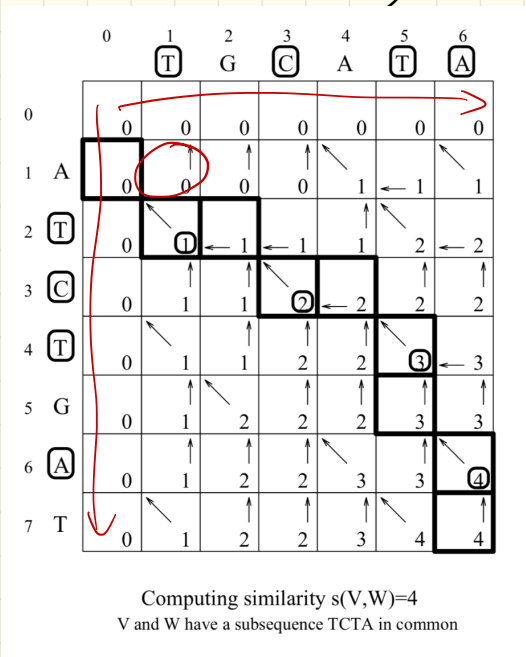 0 1 2 3 4 5 6
T G C A T A
0
0 0 0 0 0 0 0
1 A
0 0 0 0 1 1 1
2 T
0 1 1 1 1 2 2
3 C
0 1 1 2 2 2 2
4 T
0 1 1 2 2 3 3
5 G
0 1 2 2 2 3 3
6 A
0 1 2 2 3 3 4
7 T
0 1 2 2 3 4 4
Computing similarity s(V,W)=4
V and W have a subsequence TCTA in common